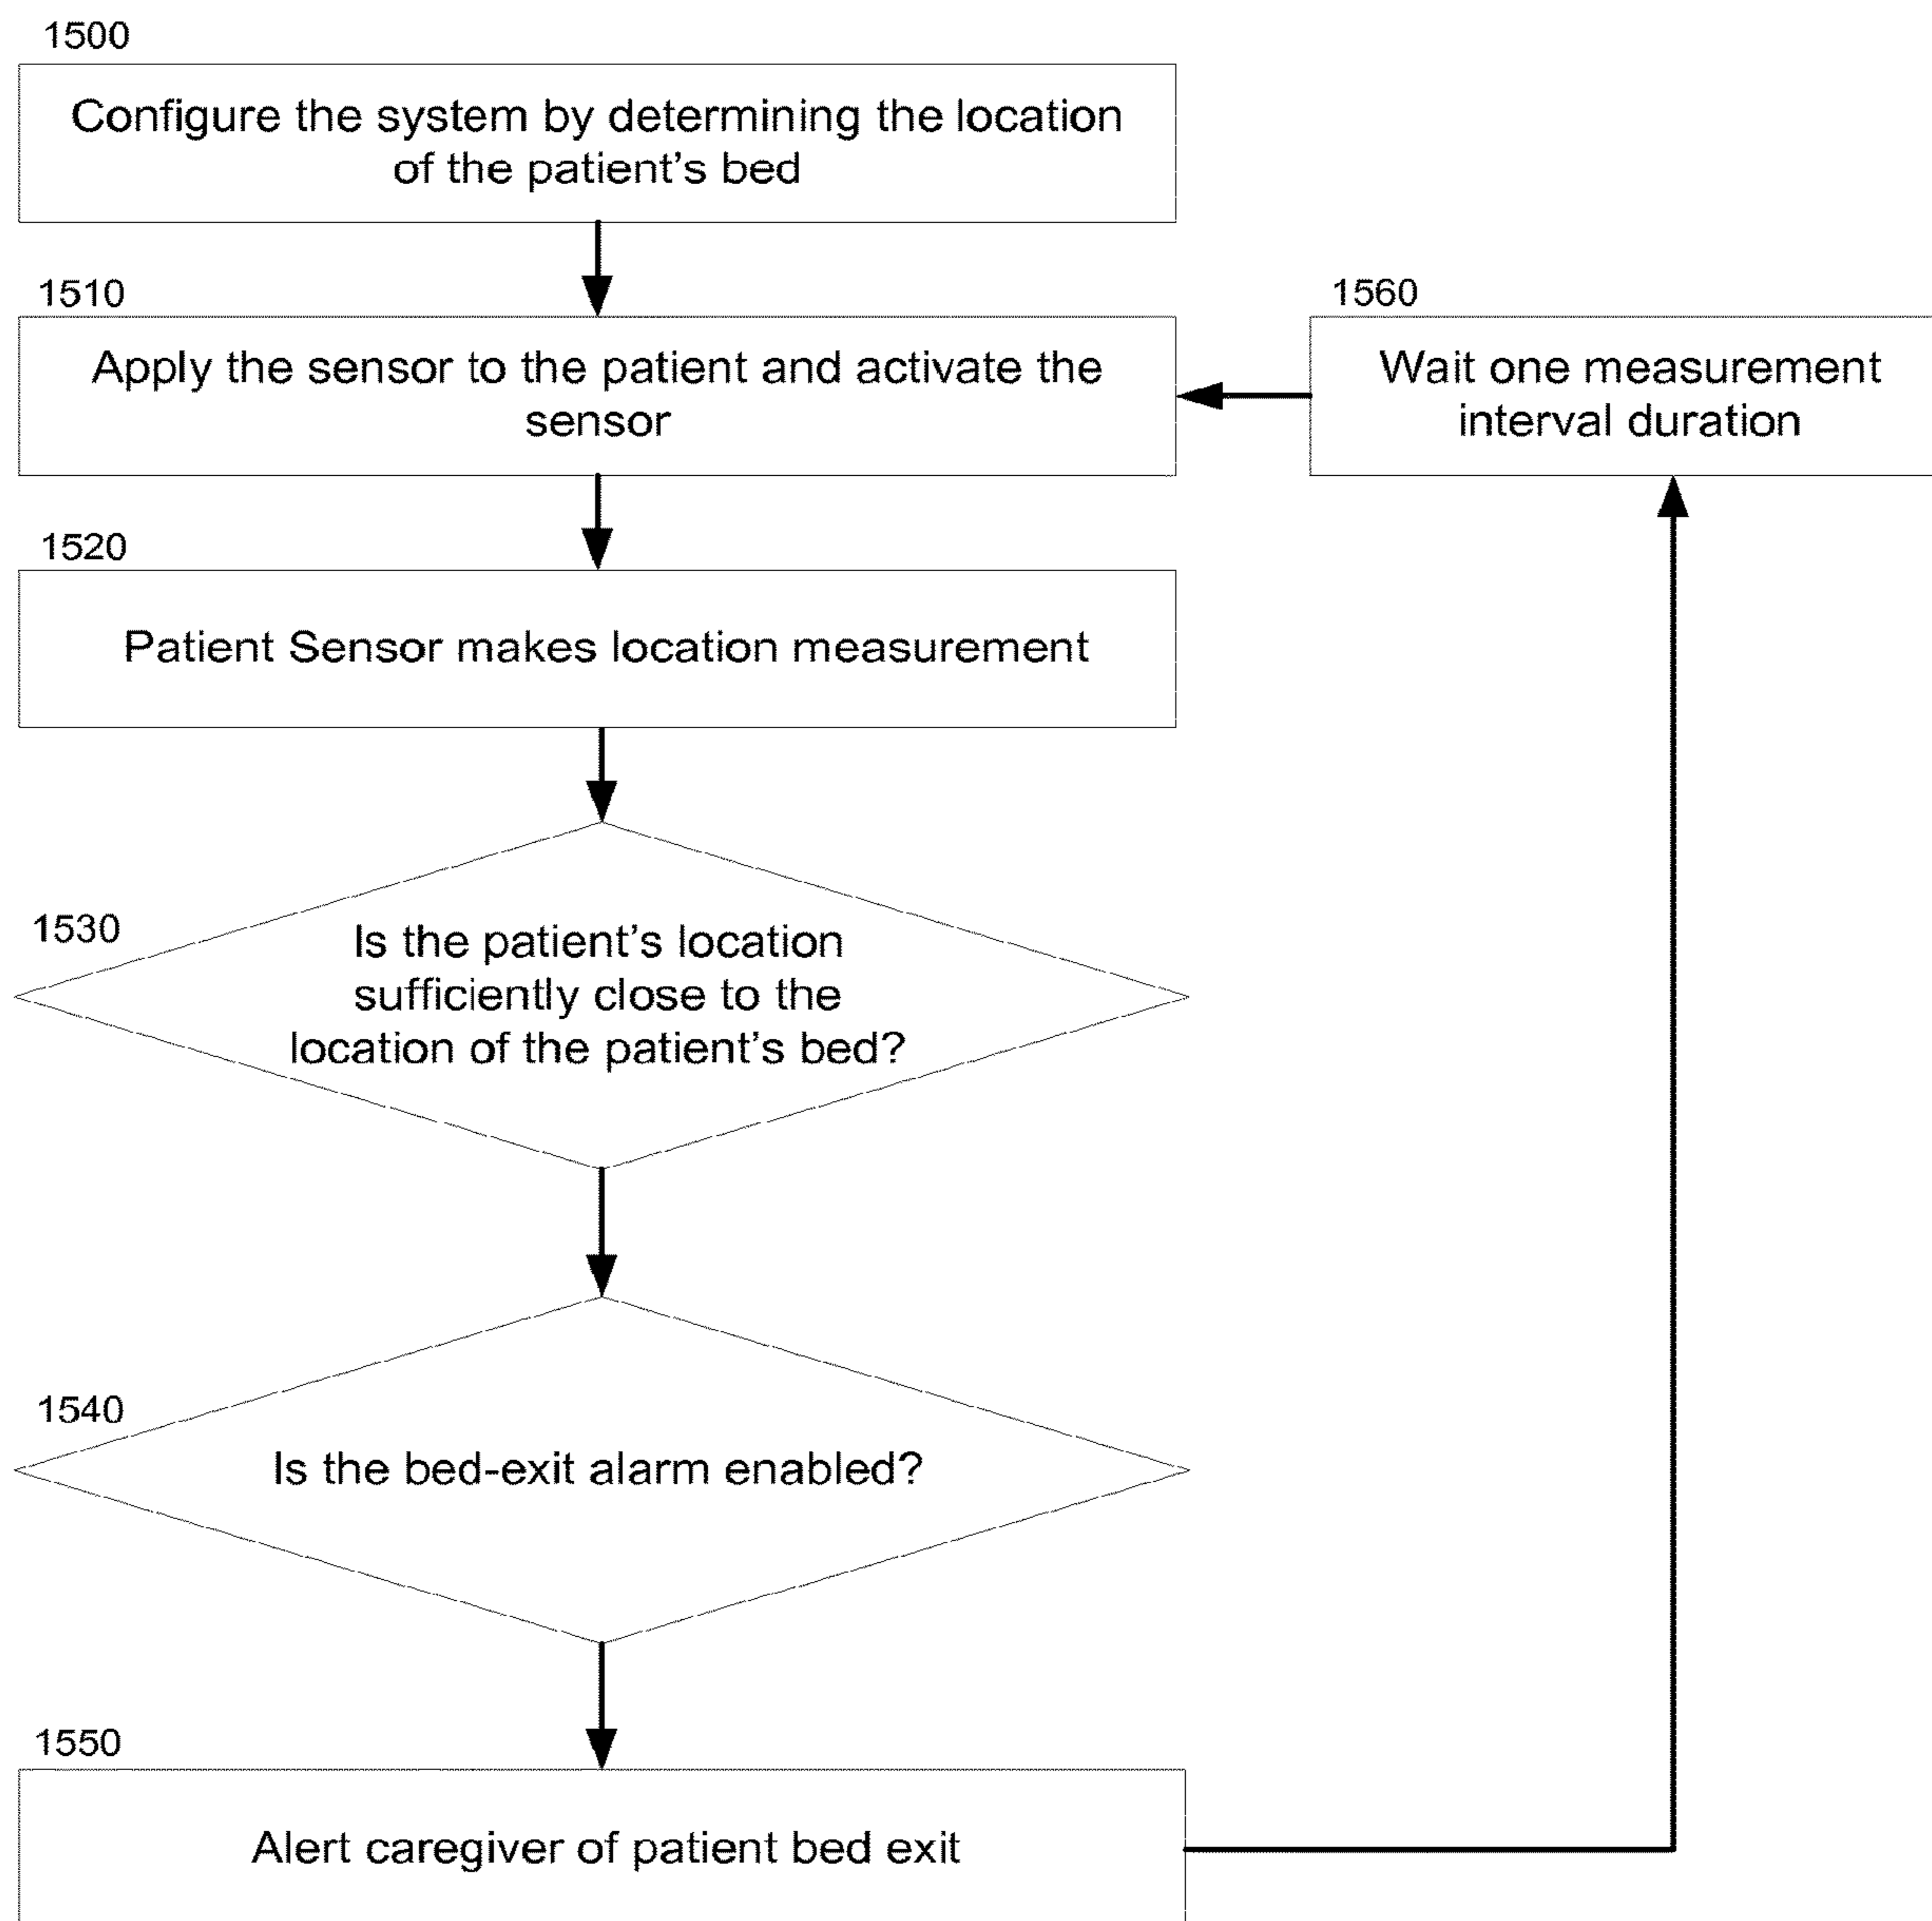 1500
Configure the system by determining the location
of the patient's bed
1510
Apply the sensor to the patient and activate the
sensor
1560
Wait one measurement
interval duration
1520
Patient Sensor makes location measurement
1530
Is the patient's location
sufficiently close to the
location of the patient's bed?
1540
Is the bed-exit alarm enabled?
1550
Alert caregiver of patient bed exit